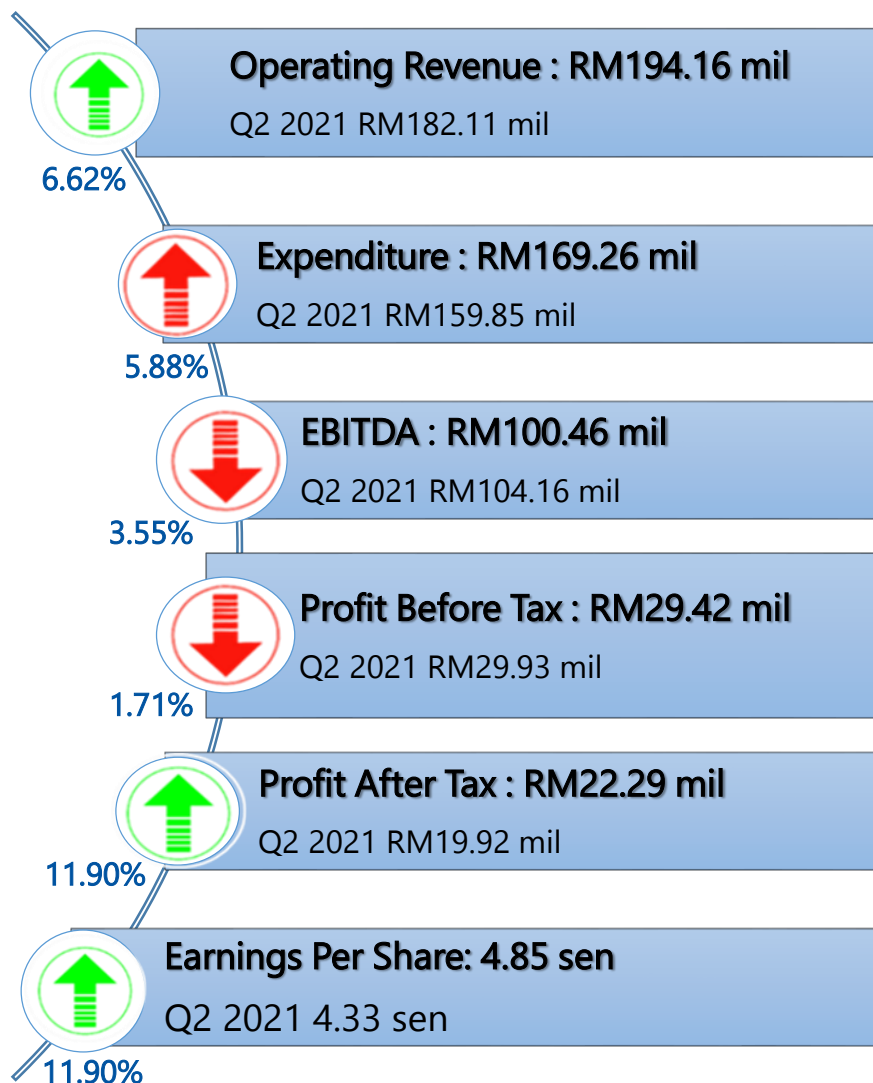 Operating Revenue : RM194.16 mil
Q2 2021 RM182.11 mil
6.62%
Expenditure : RM169.26 mil
Q2 2021 RM159.85 mil
5.88%
EBITDA : RM100.46 mil
Q2 2021 RM104.16 mil
3.55%
Profit Before Tax : RM29.42 mil
Q2 2021 RM29.93 mil
1.71%
Profit After Tax : RM22.29 mil
Q2 2021 RM19.92 mil
11.90%
Earnings Per Share: 4.85 sen
Q2 2021 4.33 sen
11.90%